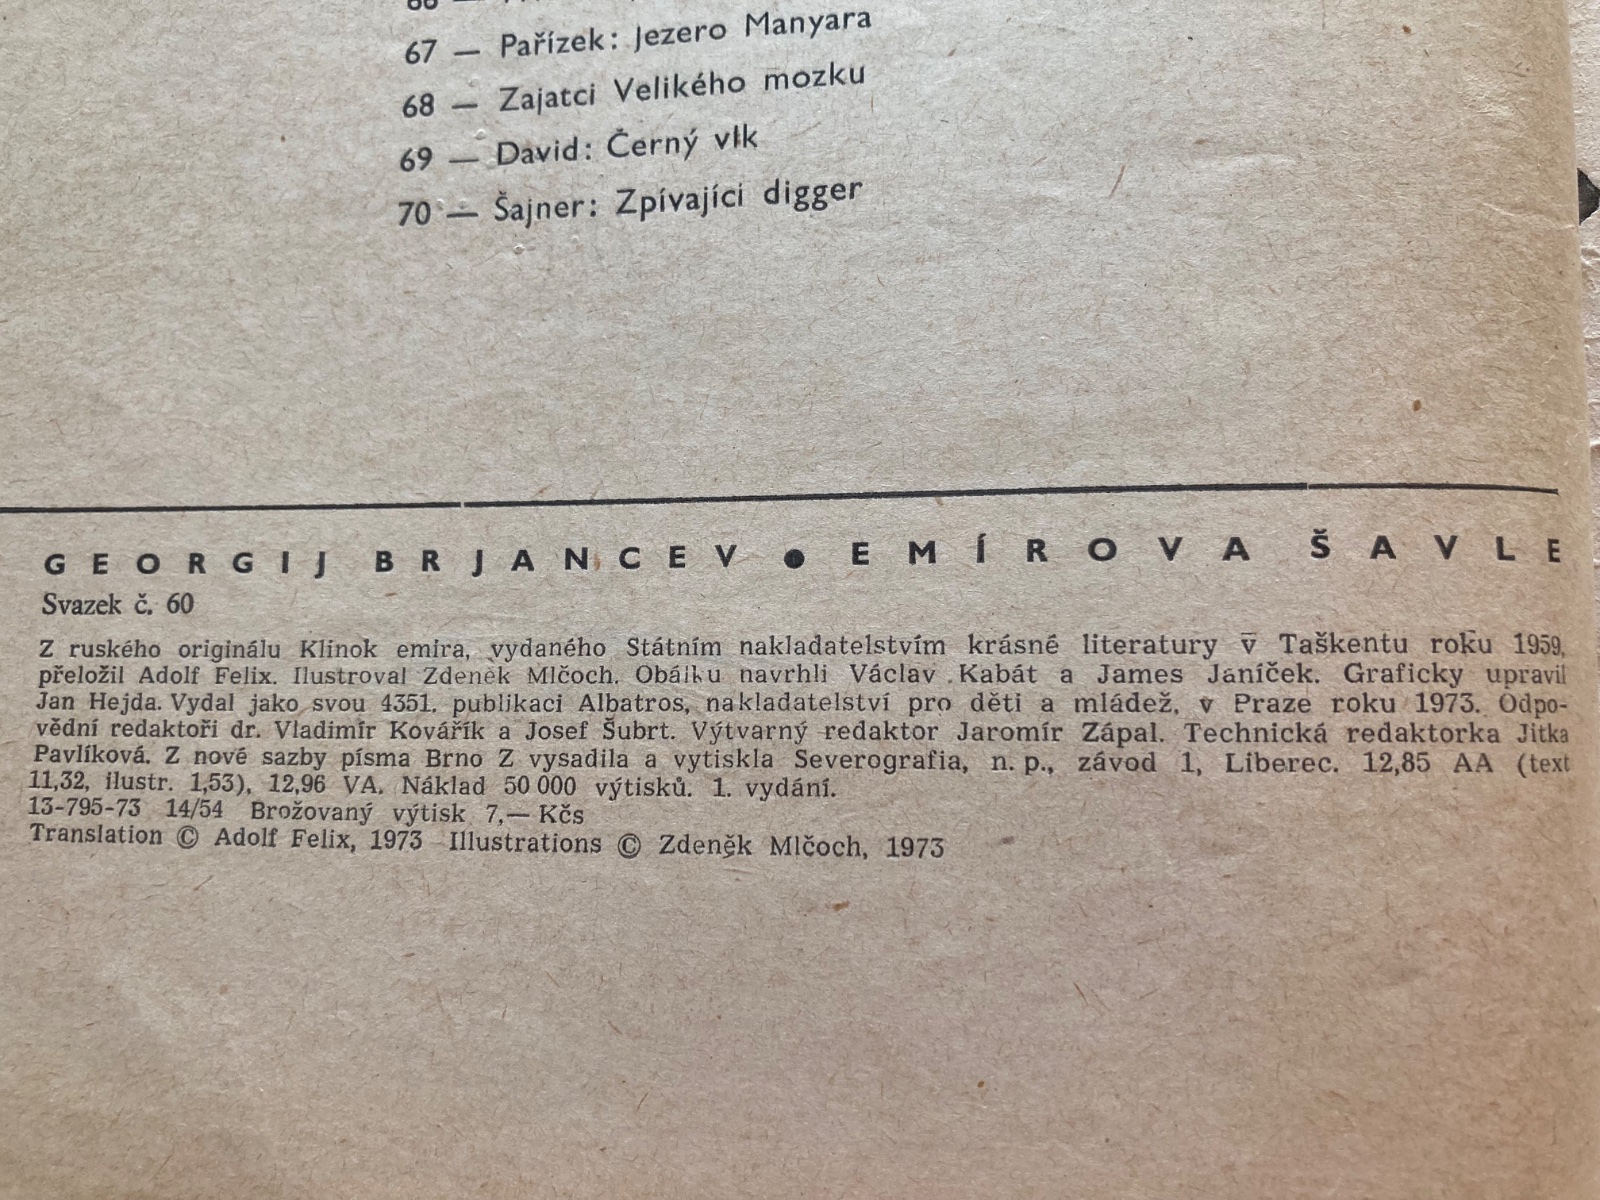 67 — Pařízek: Jezero Manyara
68 — Zajatci Velikého mozku
69 — David: Černý vlk
70 — Šajner: Zpívající digger
GEORGIJ BRJANCEV ● EMÍROVA ŠAVLE
Svazek č. 60
Z ruského originálu Klinok emira, vydaného Státním nakladatelstvím krásné literatury v Taškentu roku 1959,
přeložil Adolf Felix. Ilustroval Zdeněk Mlčoch. Obálku navrhli Václav Kabát a James Janíček. Graficky upravil
Jan Hejda. Vydal jako svou 4351. publikaci Albatros, nakladatelství pro děti a mládež, v Praze roku 1973. Odpo-
vědní redaktoři dr. Vladimír Kovářík a Josef Šubrt. Výtvarný redaktor Jaromír Zápal. Technická redaktorka Jitka
Pavlíková. Z nové sazby písma Brno Z vysadila a vytiskla Severografia, n. p., závod 1, Liberec. 12,85 AA (text
11,32, ilustr. 1,53), 12,96 VA. Náklad 50 000 výtisků. 1. vydání.
13-795-73 14/54 Brožovaný výtisk 7,— Kčs
Translation © Adolf Felix, 1973 Illustrations © Zdeněk Mlčoch, 1973